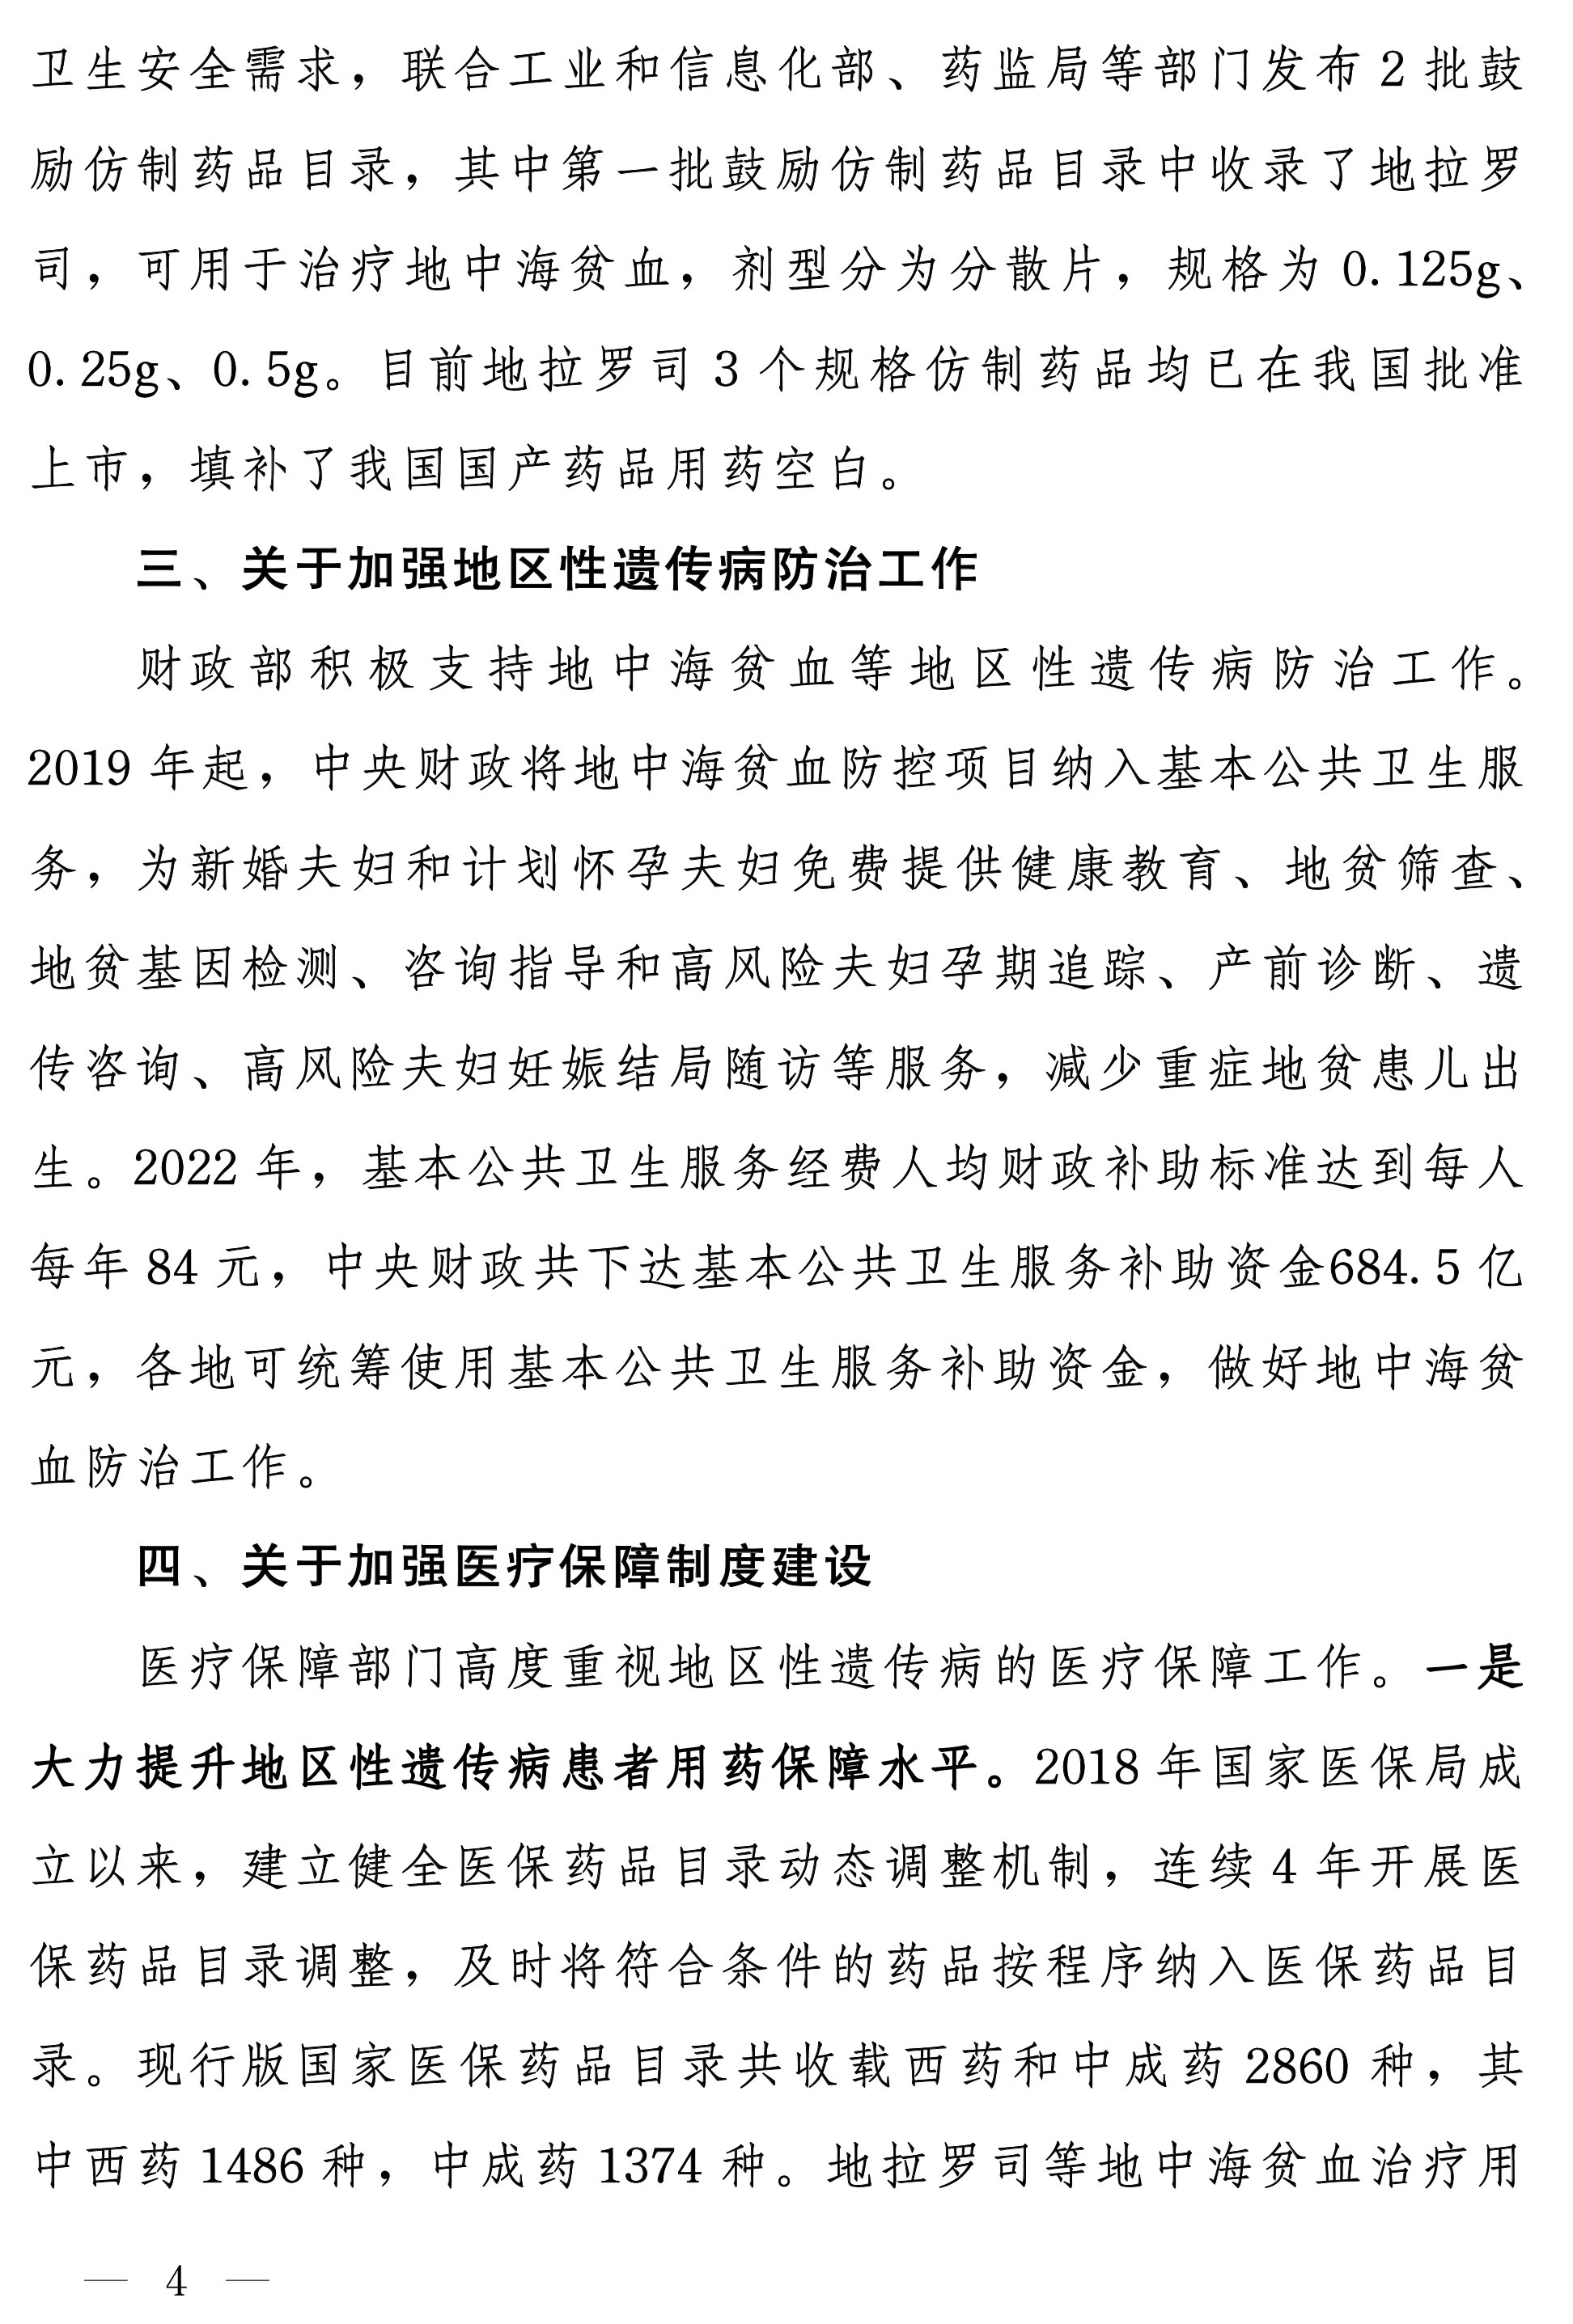 卫生安全需求，联合工业和信息化部、药监局等部门发布 2 批鼓
励仿制药品目录，其中第一批鼓励仿制药品目录中收录了地拉罗
司，可用于治疗地中海贫血，剂型分为分散片，规格为 0.125g、
0.25g、0.5g。目前地拉罗司 3 个规格仿制药品均已在我国批准
上市，填补了我国国产药品用药空白。
三、关于加强地区性遗传病防治工作
财政部积极支持地中海贫血等地区性遗传病防治工作。
2019 年起，中央财政将地中海贫血防控项目纳入基本公共卫生服
务，为新婚夫妇和计划怀孕夫妇免费提供健康教育、地贫筛查、
地贫基因检测、咨询指导和高风险夫妇孕期追踪、产前诊断、遗
传咨询、高风险夫妇妊娠结局随访等服务，减少重症地贫患儿出
生。2022 年，基本公共卫生服务经费人均财政补助标准达到每人
每年 84 元，中央财政共下达基本公共卫生服务补助资金684.5 亿
元，各地可统筹使用基本公共卫生服务补助资金，做好地中海贫
血防治工作。
四、关于加强医疗保障制度建设
医疗保障部门高度重视地区性遗传病的医疗保障工作。一是
大力提升地区性遗传病患者用药保障水平。2018 年国家医保局成
立以来，建立健全医保药品目录动态调整机制，连续 4 年开展医
保药品目录调整，及时将符合条件的药品按程序纳入医保药品目
录。现行版国家医保药品目录共收载西药和中成药 2860 种，其
中西药 1486 种，中成药 1374 种。地拉罗司等地中海贫血治疗用
— 4 —